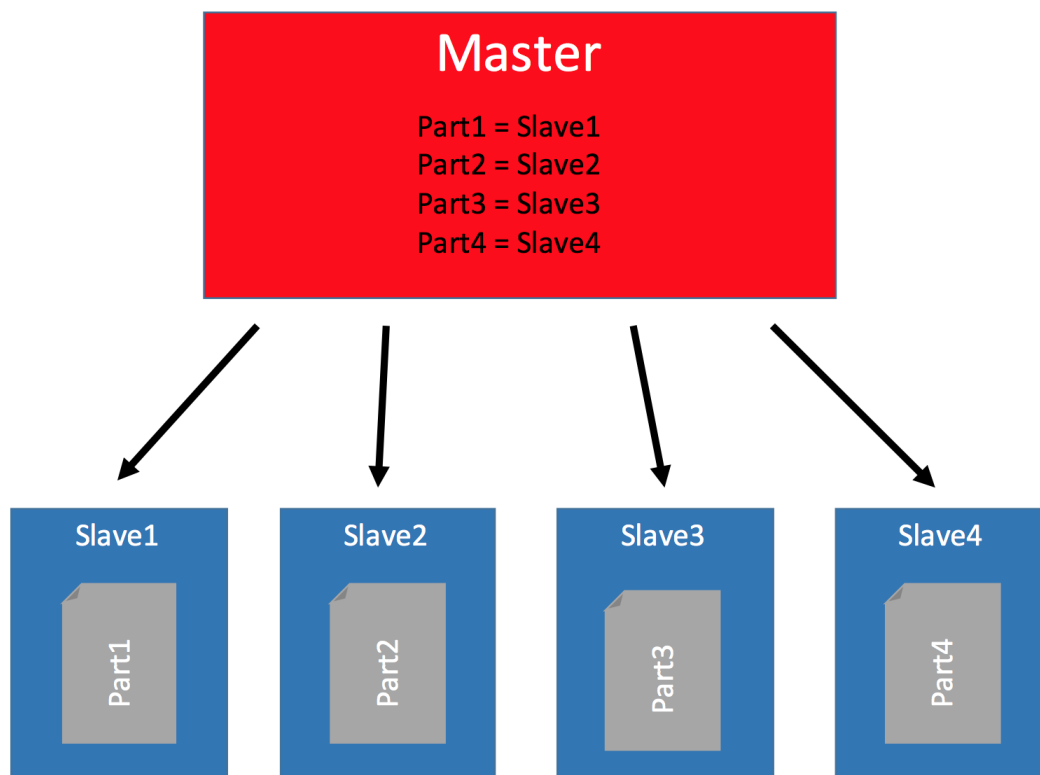 Master
Part1 = Slave1
Part2 = Slave2
Part3 = Slave3
Part4 = Slave4
Slave1
Slave2
Slave3
Slave4
Part1
Part2
Part3
Part4